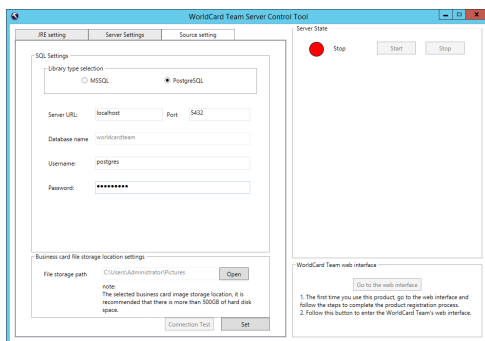 WorldCard Team Server Control Tool
JRE setting
Server Settings
Source setting
SQL Settings
Library type selection
MSSQL
PostgreSQL
Server URL:
localhost
Port
5432
Database name
worldcardteam
Username:
postgres
Password:
•••••••••
Business card file storage location settings
File storage path
C:\Users\Administrator\Pictures
Open
note:
The selected business card image storage location, it is
recommended that there is more than 500GB of hard disk
space.
Connection Test
Set
Server State
Stop
Start
Stop
WorldCard Team web interface
Go to the web interface
1. The first time you use this product, go to the web interface and
follow the steps to complete the product registration process.
2. Follow this button to enter the WorldCard Team's web interface.